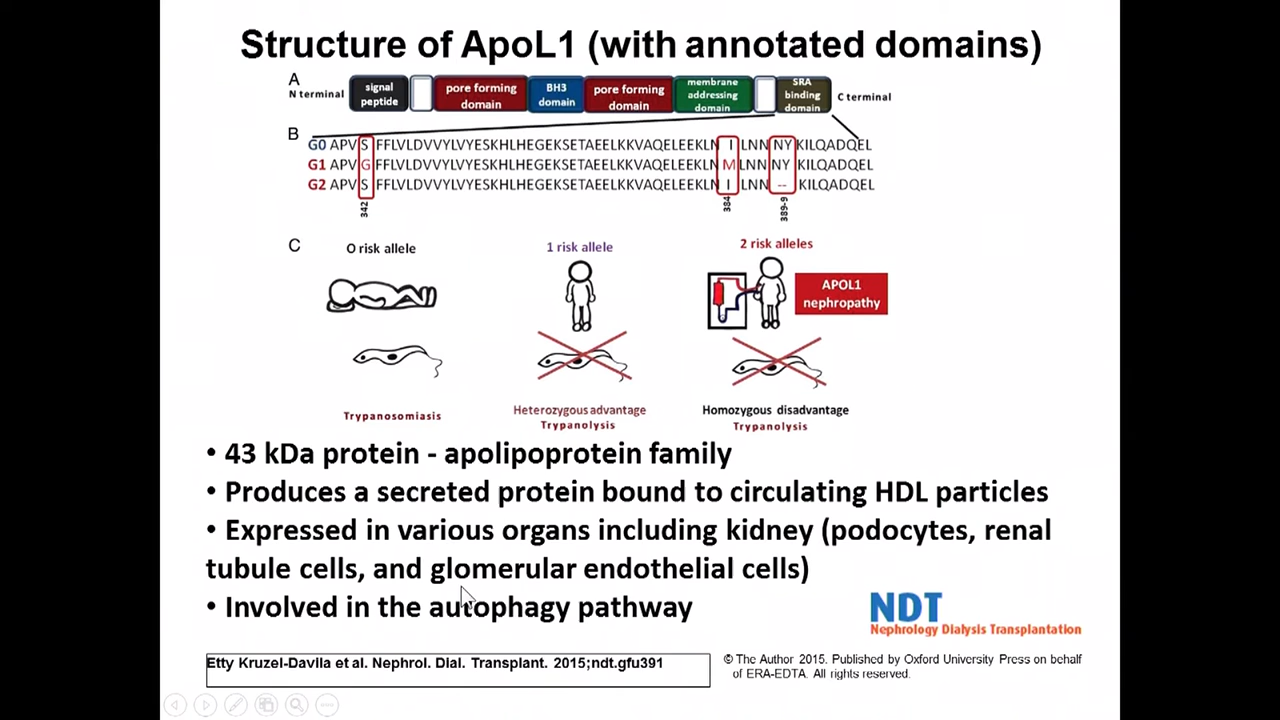 Structure of ApoL1 (with annotated domains)
A
N terminal
signal peptide
pore forming domain
BH3 domain
pore forming domain
membrane addressing domain
SRA binding domain
C terminal
B
G0 APV S FFLVLDVVYLVYESKHLHEGEKSETAEELKKVAQELEEKLN I LNN NY KILQADQEL
G1 APV G FFLVLDVVYLVYESKHLHEGEKSETAEELKKVAQELEEKLN M LNN NY KILQADQEL
G2 APV S FFLVLDVVYLVYESKHLHEGEKSETAEELKKVAQELEEKLN I LNN -- KILQADQEL
342
384
389-9
C
0 risk allele
1 risk allele
2 risk alleles
APOL1 nephropathy
Trypanosomiasis
Heterozygous advantage
Trypanolysis
Homozygous disadvantage
Trypanolysis
• 43 kDa protein - apolipoprotein family
• Produces a secreted protein bound to circulating HDL particles
• Expressed in various organs including kidney (podocytes, renal
tubule cells, and glomerular endothelial cells)
• Involved in the autophagy pathway
NDT
Nephrology Dialysis Transplantation
Etty Kruzel-Davila et al. Nephrol. Dial. Transplant. 2015;ndt.gfu391
© The Author 2015. Published by Oxford University Press on behalf
of ERA-EDTA. All rights reserved.